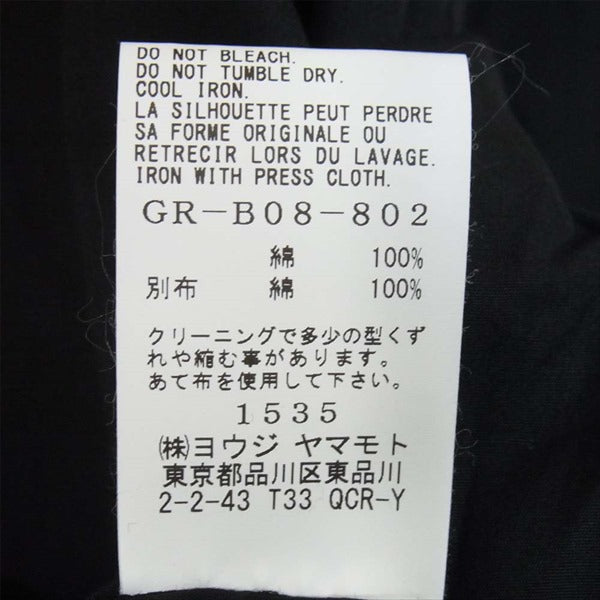 DO NOT BLEACH.
DO NOT TUMBLE DRY.
COOL IRON.
LA SILHOUETTE PEUT PERDRE
SA FORME ORIGINALE OU
RETRECIR LORS DU LAVAGE.
IRON WITH PRESS CLOTH.
GR-B08-802
綿 100%
別布 綿 100%
クリーニングで多少の型くず
れや縮む事があります。
あて布を使用して下さい。
1535
㈱ヨウジ ヤマモト
東京都品川区東品川
2-2-43 T33 QCR-Y